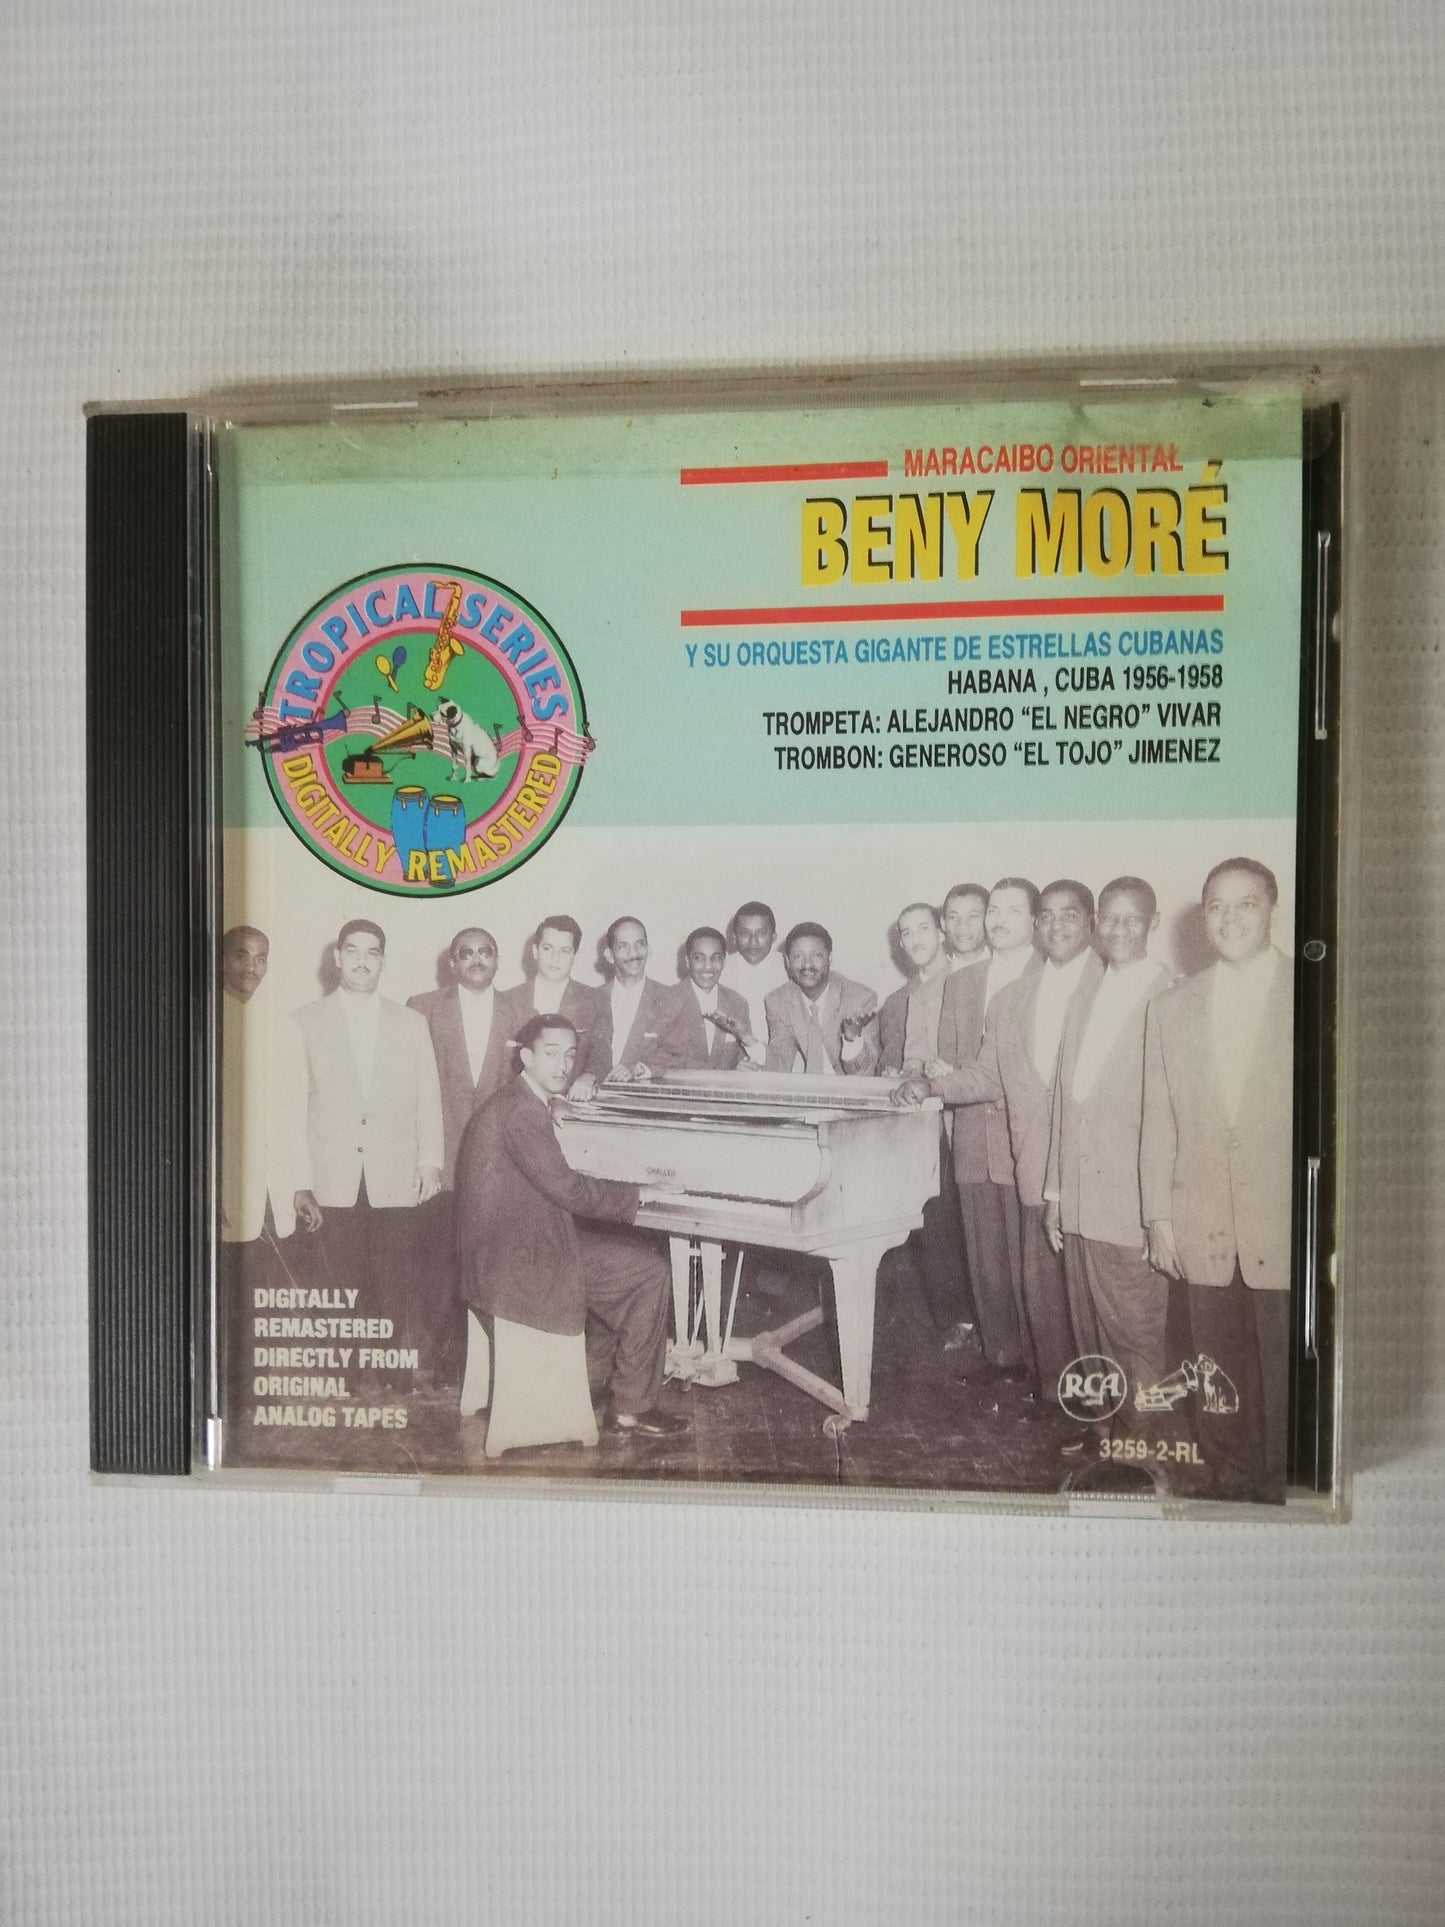 MARACAIBO ORIENTAL
BENY MORÉ
Y SU ORQUESTA GIGANTE DE ESTRELLAS CUBANAS
HABANA , CUBA 1956-1958
TROMPETA: ALEJANDRO “EL NEGRO” VIVAR
TROMBON: GENEROSO “EL TOJO” JIMENEZ
TROPICAL SERIES
DIGITALLY REMASTERED
CHALLEN
DIGITALLY
REMASTERED
DIRECTLY FROM
ORIGINAL
ANALOG TAPES
RCA
3259-2-RL